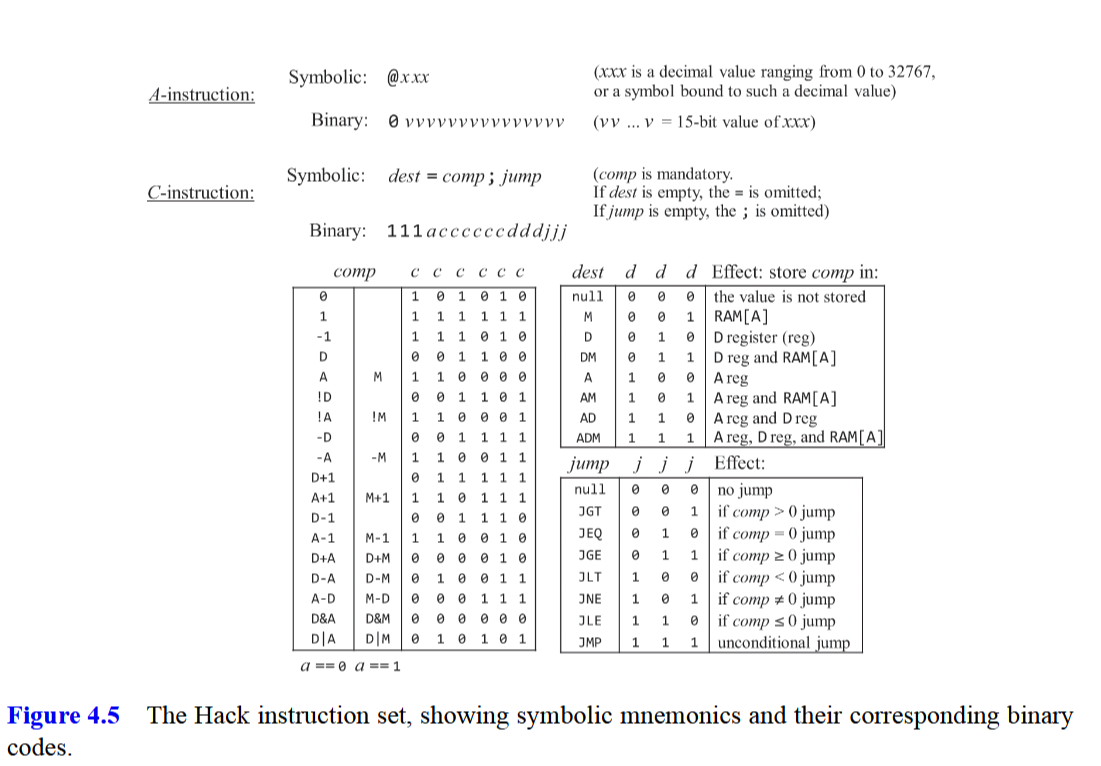 Symbolic: @xxx (xxx is a decimal value ranging from 0 to 32767,
A-instruction: or a symbol bound to such a decimal value)
Binary: 0 vvvvvvvvvvvvvvv (vv ... v = 15-bit value of xxx)
Symbolic: dest = comp ; jump (comp is mandatory.
C-instruction: If dest is empty, the = is omitted;
If jump is empty, the ; is omitted)
Binary: 111accccccdddjjj
comp c c c c c c
0 1 0 1 0 1 0
1 1 1 1 1 1 1
-1 1 1 1 0 1 0
D 0 0 1 1 0 0
A M 1 1 0 0 0 0
!D 0 0 1 1 0 1
!A !M 1 1 0 0 0 1
-D 0 0 1 1 1 1
-A -M 1 1 0 0 1 1
D+1 0 1 1 1 1 1
A+1 M+1 1 1 0 1 1 1
D-1 0 0 1 1 1 0
A-1 M-1 1 1 0 0 1 0
D+A D+M 0 0 0 0 1 0
D-A D-M 0 1 0 0 1 1
A-D M-D 0 0 0 1 1 1
D&A D&M 0 0 0 0 0 0
D|A D|M 0 1 0 1 0 1
a == 0 a == 1
dest d d d Effect: store comp in:
null 0 0 0 the value is not stored
M 0 0 1 RAM[A]
D 0 1 0 D register (reg)
DM 0 1 1 D reg and RAM[A]
A 1 0 0 A reg
AM 1 0 1 A reg and RAM[A]
AD 1 1 0 A reg and D reg
ADM 1 1 1 A reg, D reg, and RAM[A]
jump j j j Effect:
null 0 0 0 no jump
JGT 0 0 1 if comp > 0 jump
JEQ 0 1 0 if comp = 0 jump
JGE 0 1 1 if comp ≥ 0 jump
JLT 1 0 0 if comp < 0 jump
JNE 1 0 1 if comp ≠ 0 jump
JLE 1 1 0 if comp ≤ 0 jump
JMP 1 1 1 unconditional jump
Figure 4.5 The Hack instruction set, showing symbolic mnemonics and their corresponding binary
codes.